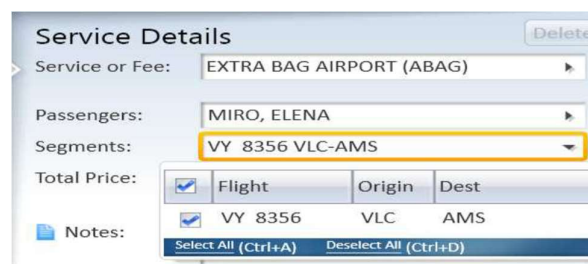 Service Details
Delete
Service or Fee: EXTRA BAG AIRPORT (ABAG)
Passengers: MIRO, ELENA
Segments: VY 8356 VLC-AMS
Total Price:
Flight Origin Dest
VY 8356 VLC AMS
Notes:
Select All (Ctrl+A) Deselect All (Ctrl+D)